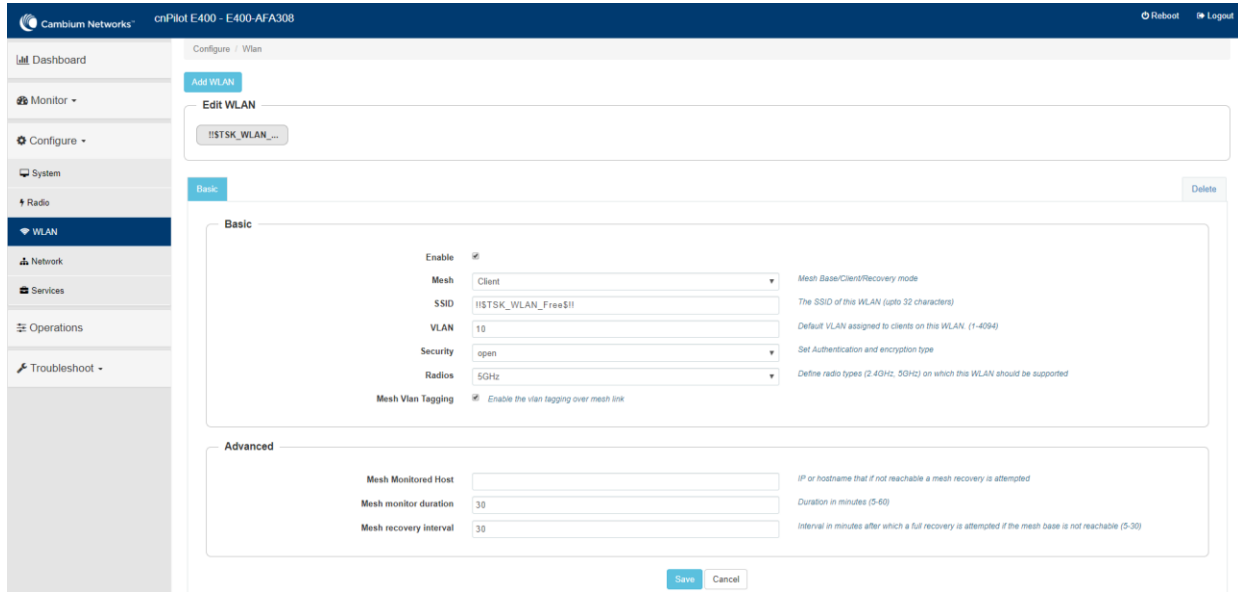 Cambium Networks™ cnPilot E400 - E400-AFA308 Reboot Logout
Dashboard
Monitor
Configure
System
Radio
WLAN
Network
Services
Operations
Troubleshoot
Configure / Wlan
Add WLAN
Edit WLAN
!!$TSK_WLAN_...
Basic Delete
Basic
Enable
Mesh Client Mesh Base/Client/Recovery mode
SSID !!$TSK_WLAN_Free$!! The SSID of this WLAN (upto 32 characters)
VLAN 10 Default VLAN assigned to clients on this WLAN. (1-4094)
Security open Set Authentication and encryption type
Radios 5GHz Define radio types (2.4GHz, 5GHz) on which this WLAN should be supported
Mesh Vlan Tagging Enable the vlan tagging over mesh link
Advanced
Mesh Monitored Host IP or hostname that if not reachable a mesh recovery is attempted
Mesh monitor duration 30 Duration in minutes (5-60)
Mesh recovery interval 30 Interval in minutes after which a full recovery is attempted if the mesh base is not reachable (5-30)
Save Cancel